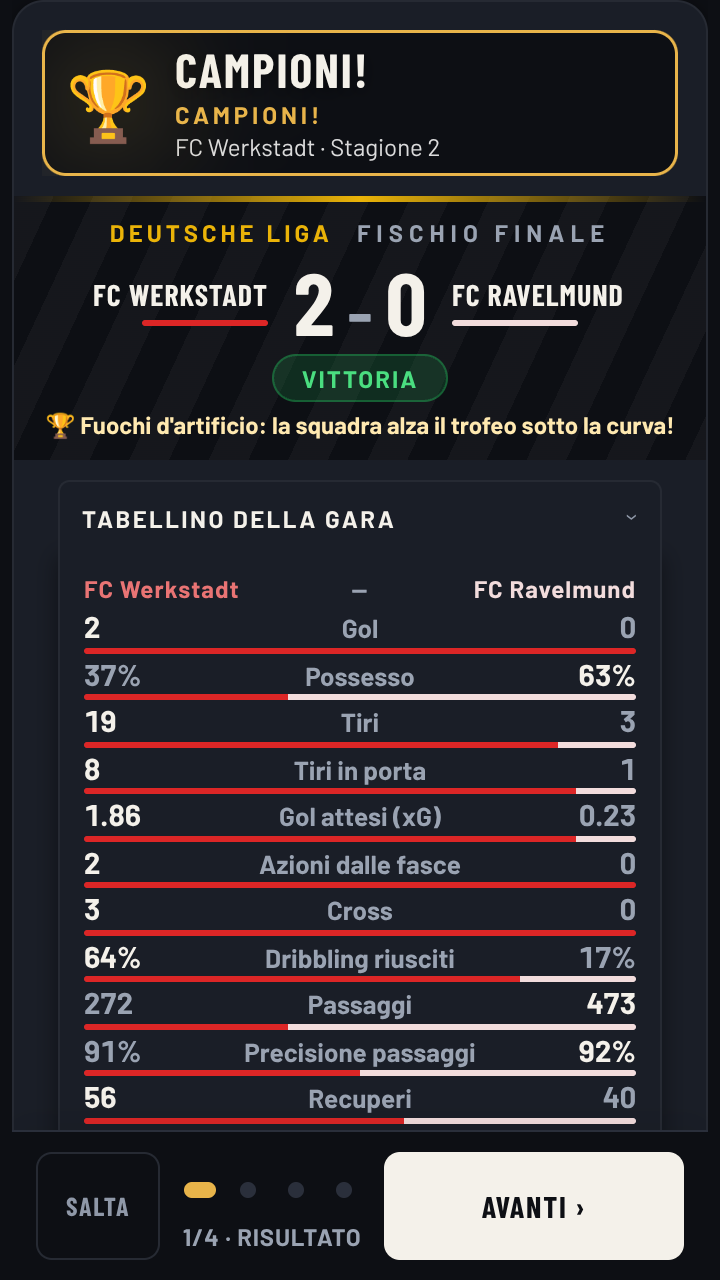 CAMPIONI!
CAMPIONI!
FC Werkstadt · Stagione 2
DEUTSCHE LIGA FISCHIO FINALE
FC WERKSTADT 2 - 0 FC RAVELMUND
VITTORIA
🏆 Fuochi d'artificio: la squadra alza il trofeo sotto la curva!
TABELLINO DELLA GARA
FC Werkstadt – FC Ravelmund
2 Gol 0
37% Possesso 63%
19 Tiri 3
8 Tiri in porta 1
1.86 Gol attesi (xG) 0.23
2 Azioni dalle fasce 0
3 Cross 0
64% Dribbling riusciti 17%
272 Passaggi 473
91% Precisione passaggi 92%
56 Recuperi 40
SALTA
1/4 · RISULTATO
AVANTI ›